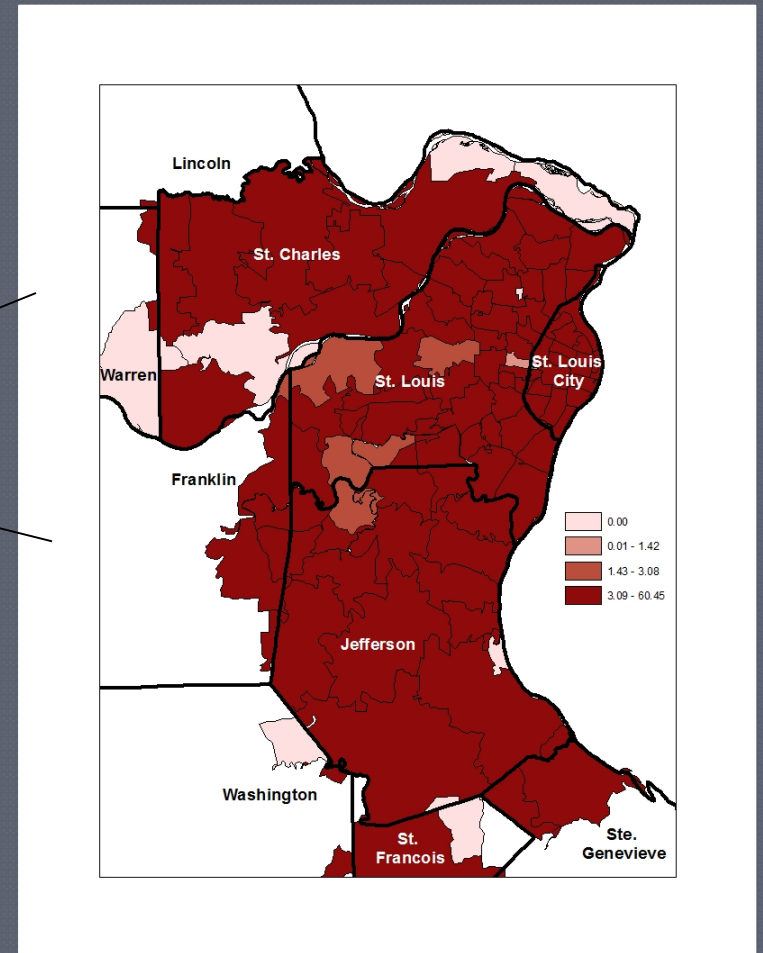 Lincoln
St. Charles
Warren
St. Louis
St. Louis
City
Franklin
0.00
0.01 - 1.42
1.43 - 3.08
3.09 - 60.45
Jefferson
Washington
St.
Francois
Ste.
Genevieve